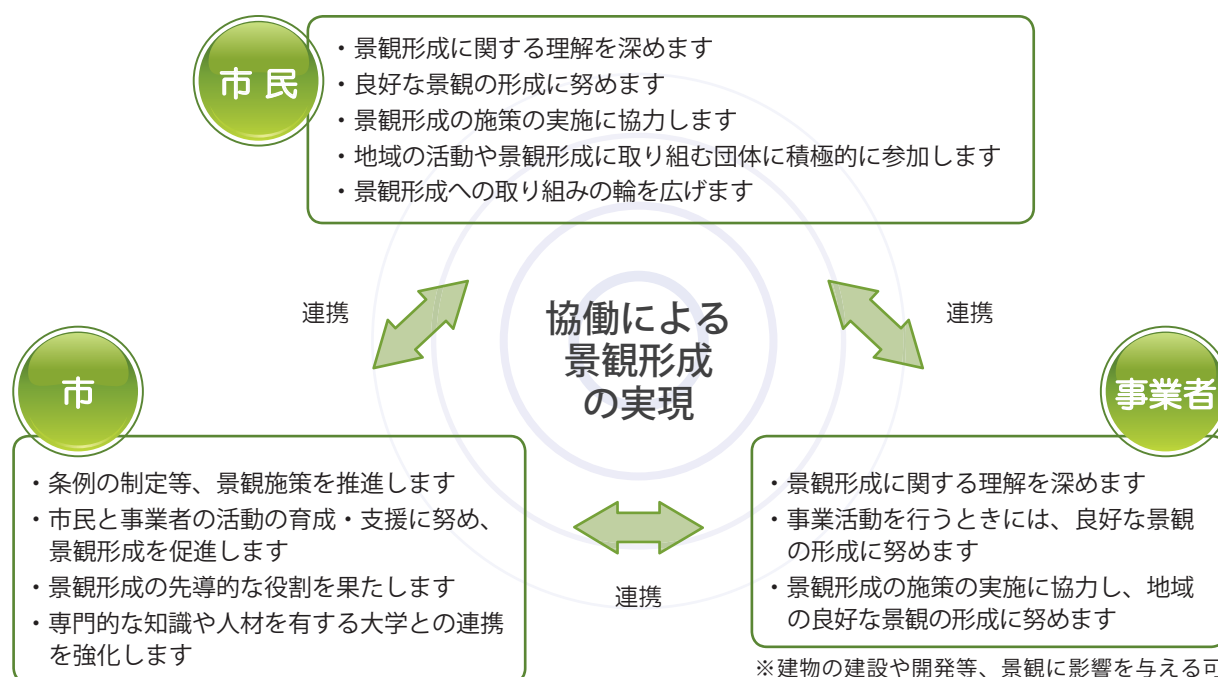 市民
・景観形成に関する理解を深めます
・良好な景観の形成に努めます
・景観形成の施策の実施に協力します
・地域の活動や景観形成に取り組む団体に積極的に参加します
・景観形成への取り組みの輪を広げます
連携
連携
協働による
景観形成
の実現
市
・条例の制定等、景観施策を推進します
・市民と事業者の活動の育成・支援に努め、
景観形成を促進します
・景観形成の先導的な役割を果たします
・専門的な知識や人材を有する大学との連携
を強化します
連携
事業者
・景観形成に関する理解を深めます
・事業活動を行うときには、良好な景観
の形成に努めます
・景観形成の施策の実施に協力し、地域
の良好な景観の形成に努めます
※建物の建設や開発等、景観に影響を与える可